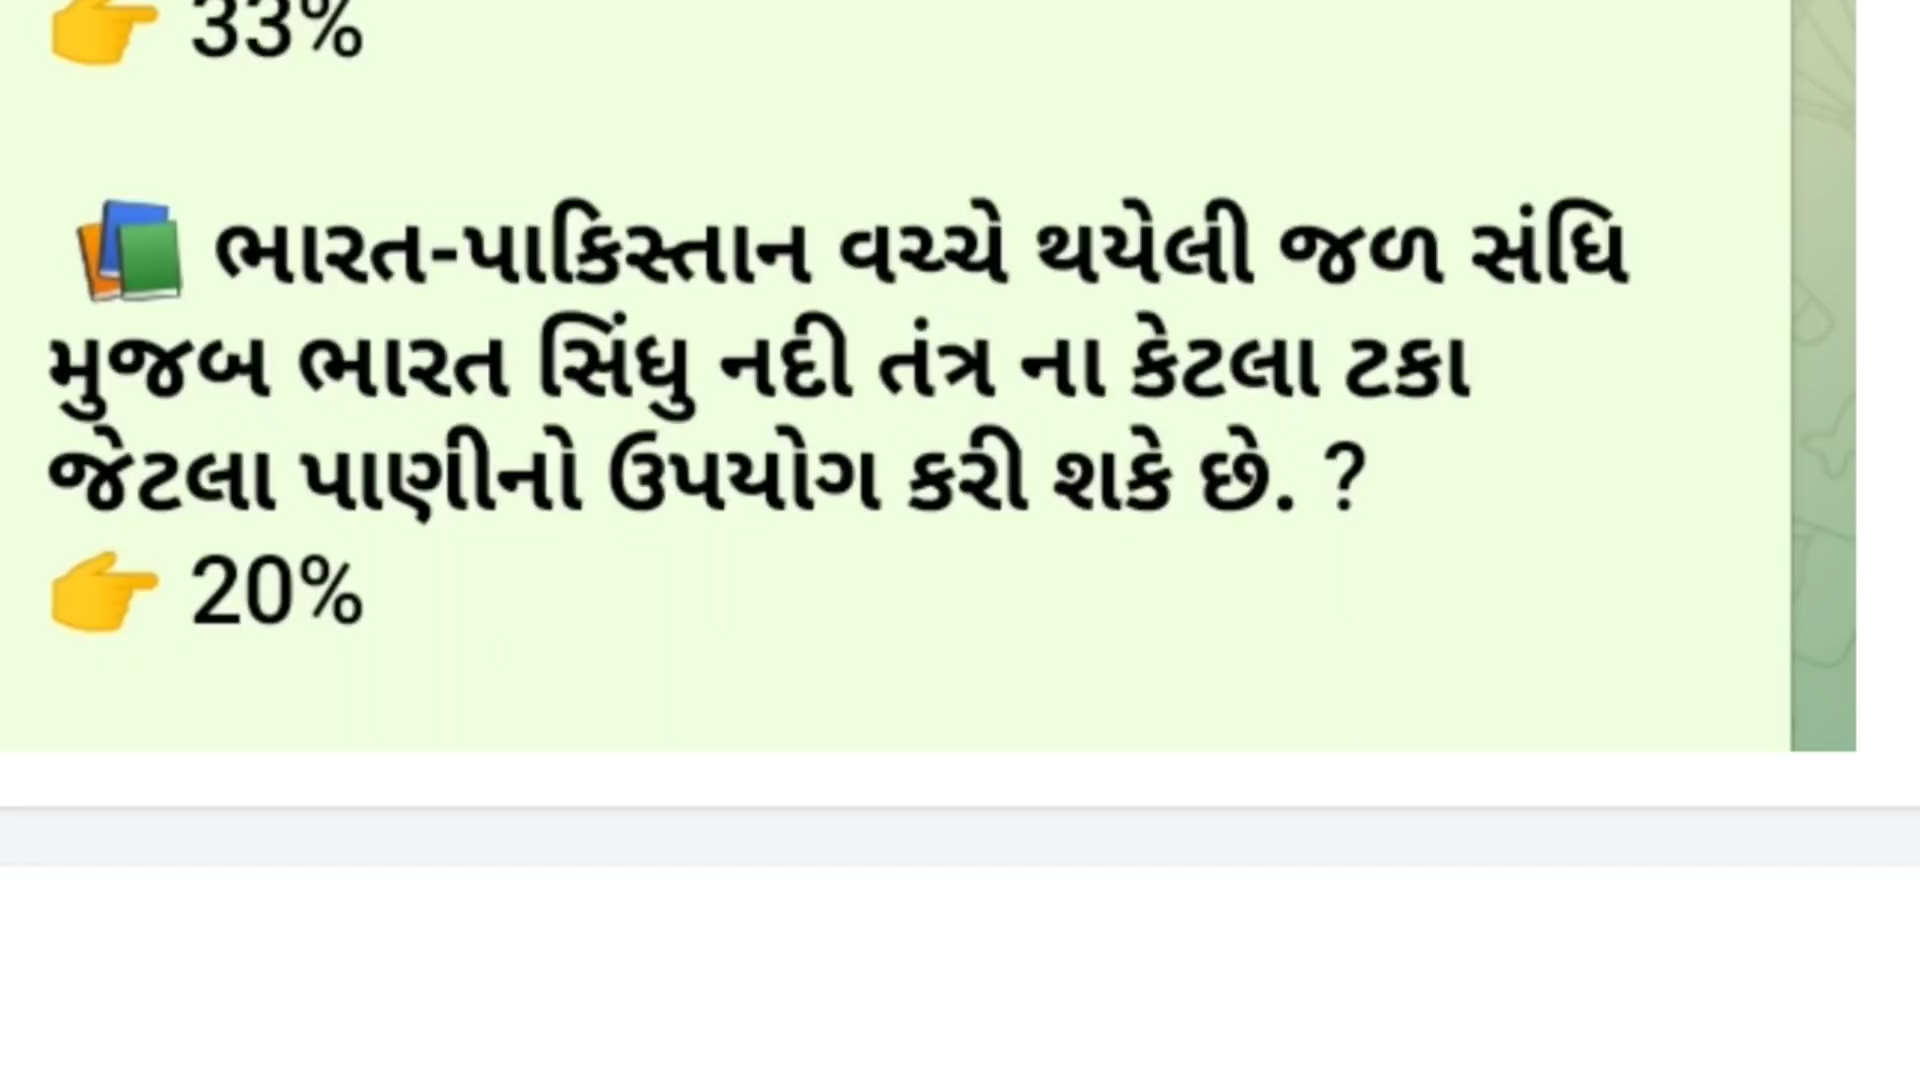 👉 33%
📚 ભારત-પાકિસ્તાન વચ્ચે થયેલી જળ સંધિ
મુજબ ભારત સિંધુ નદી તંત્ર ના કેટલા ટકા
જેટલા પાણીનો ઉપયોગ કરી શકે છે. ?
👉 20%